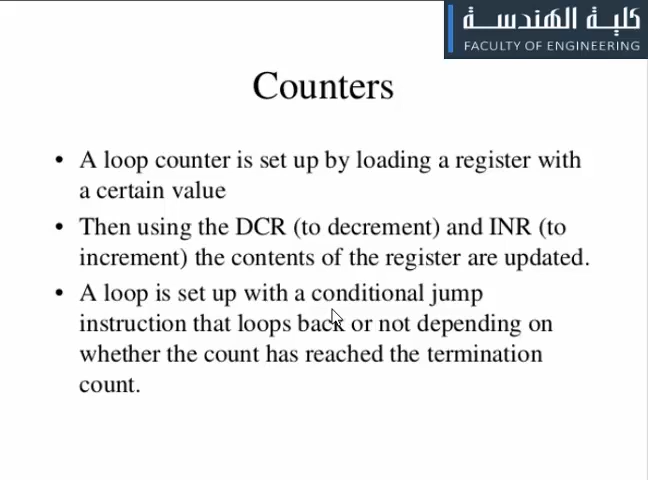 كلية الهندسة
FACULTY OF ENGINEERING
Counters
• A loop counter is set up by loading a register with
a certain value
• Then using the DCR (to decrement) and INR (to
increment) the contents of the register are updated.
• A loop is set up with a conditional jump
instruction that loops back or not depending on
whether the count has reached the termination
count.